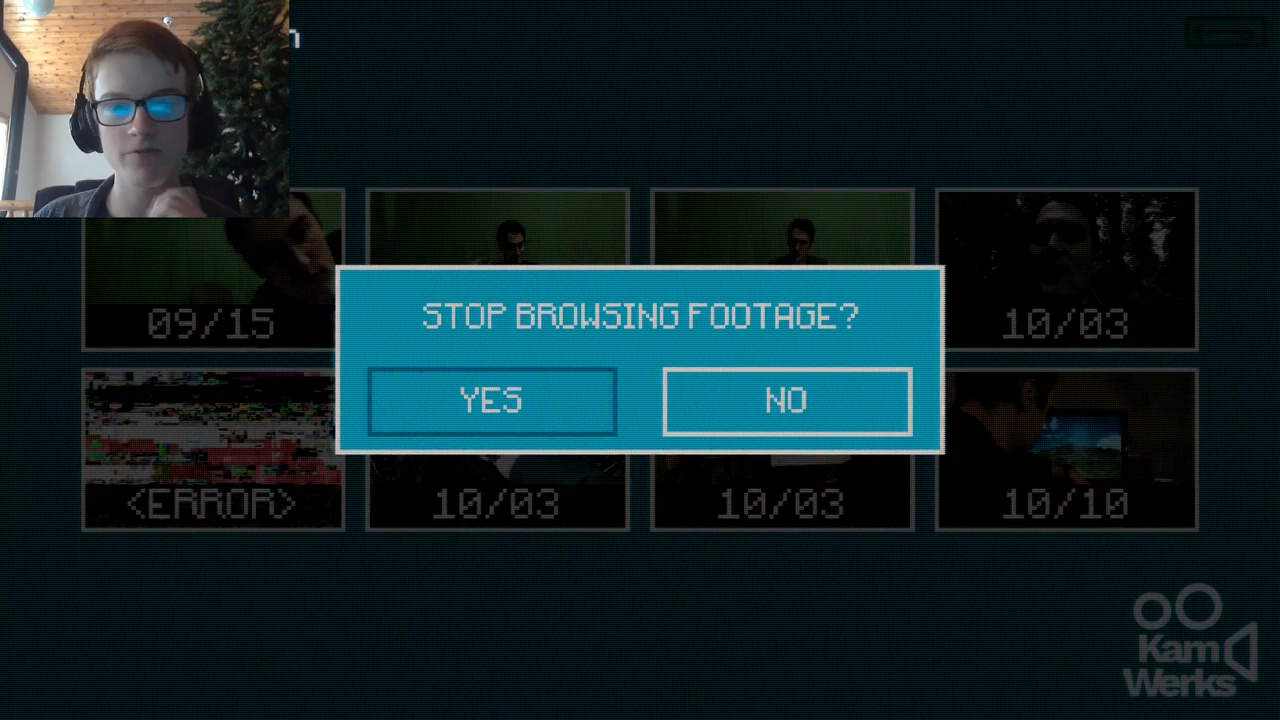 n
STOP BROWSING FOOTAGE?
YES
NO
09/15
10/03
<ERROR>
10/03
10/03
10/10
Kam
Werks